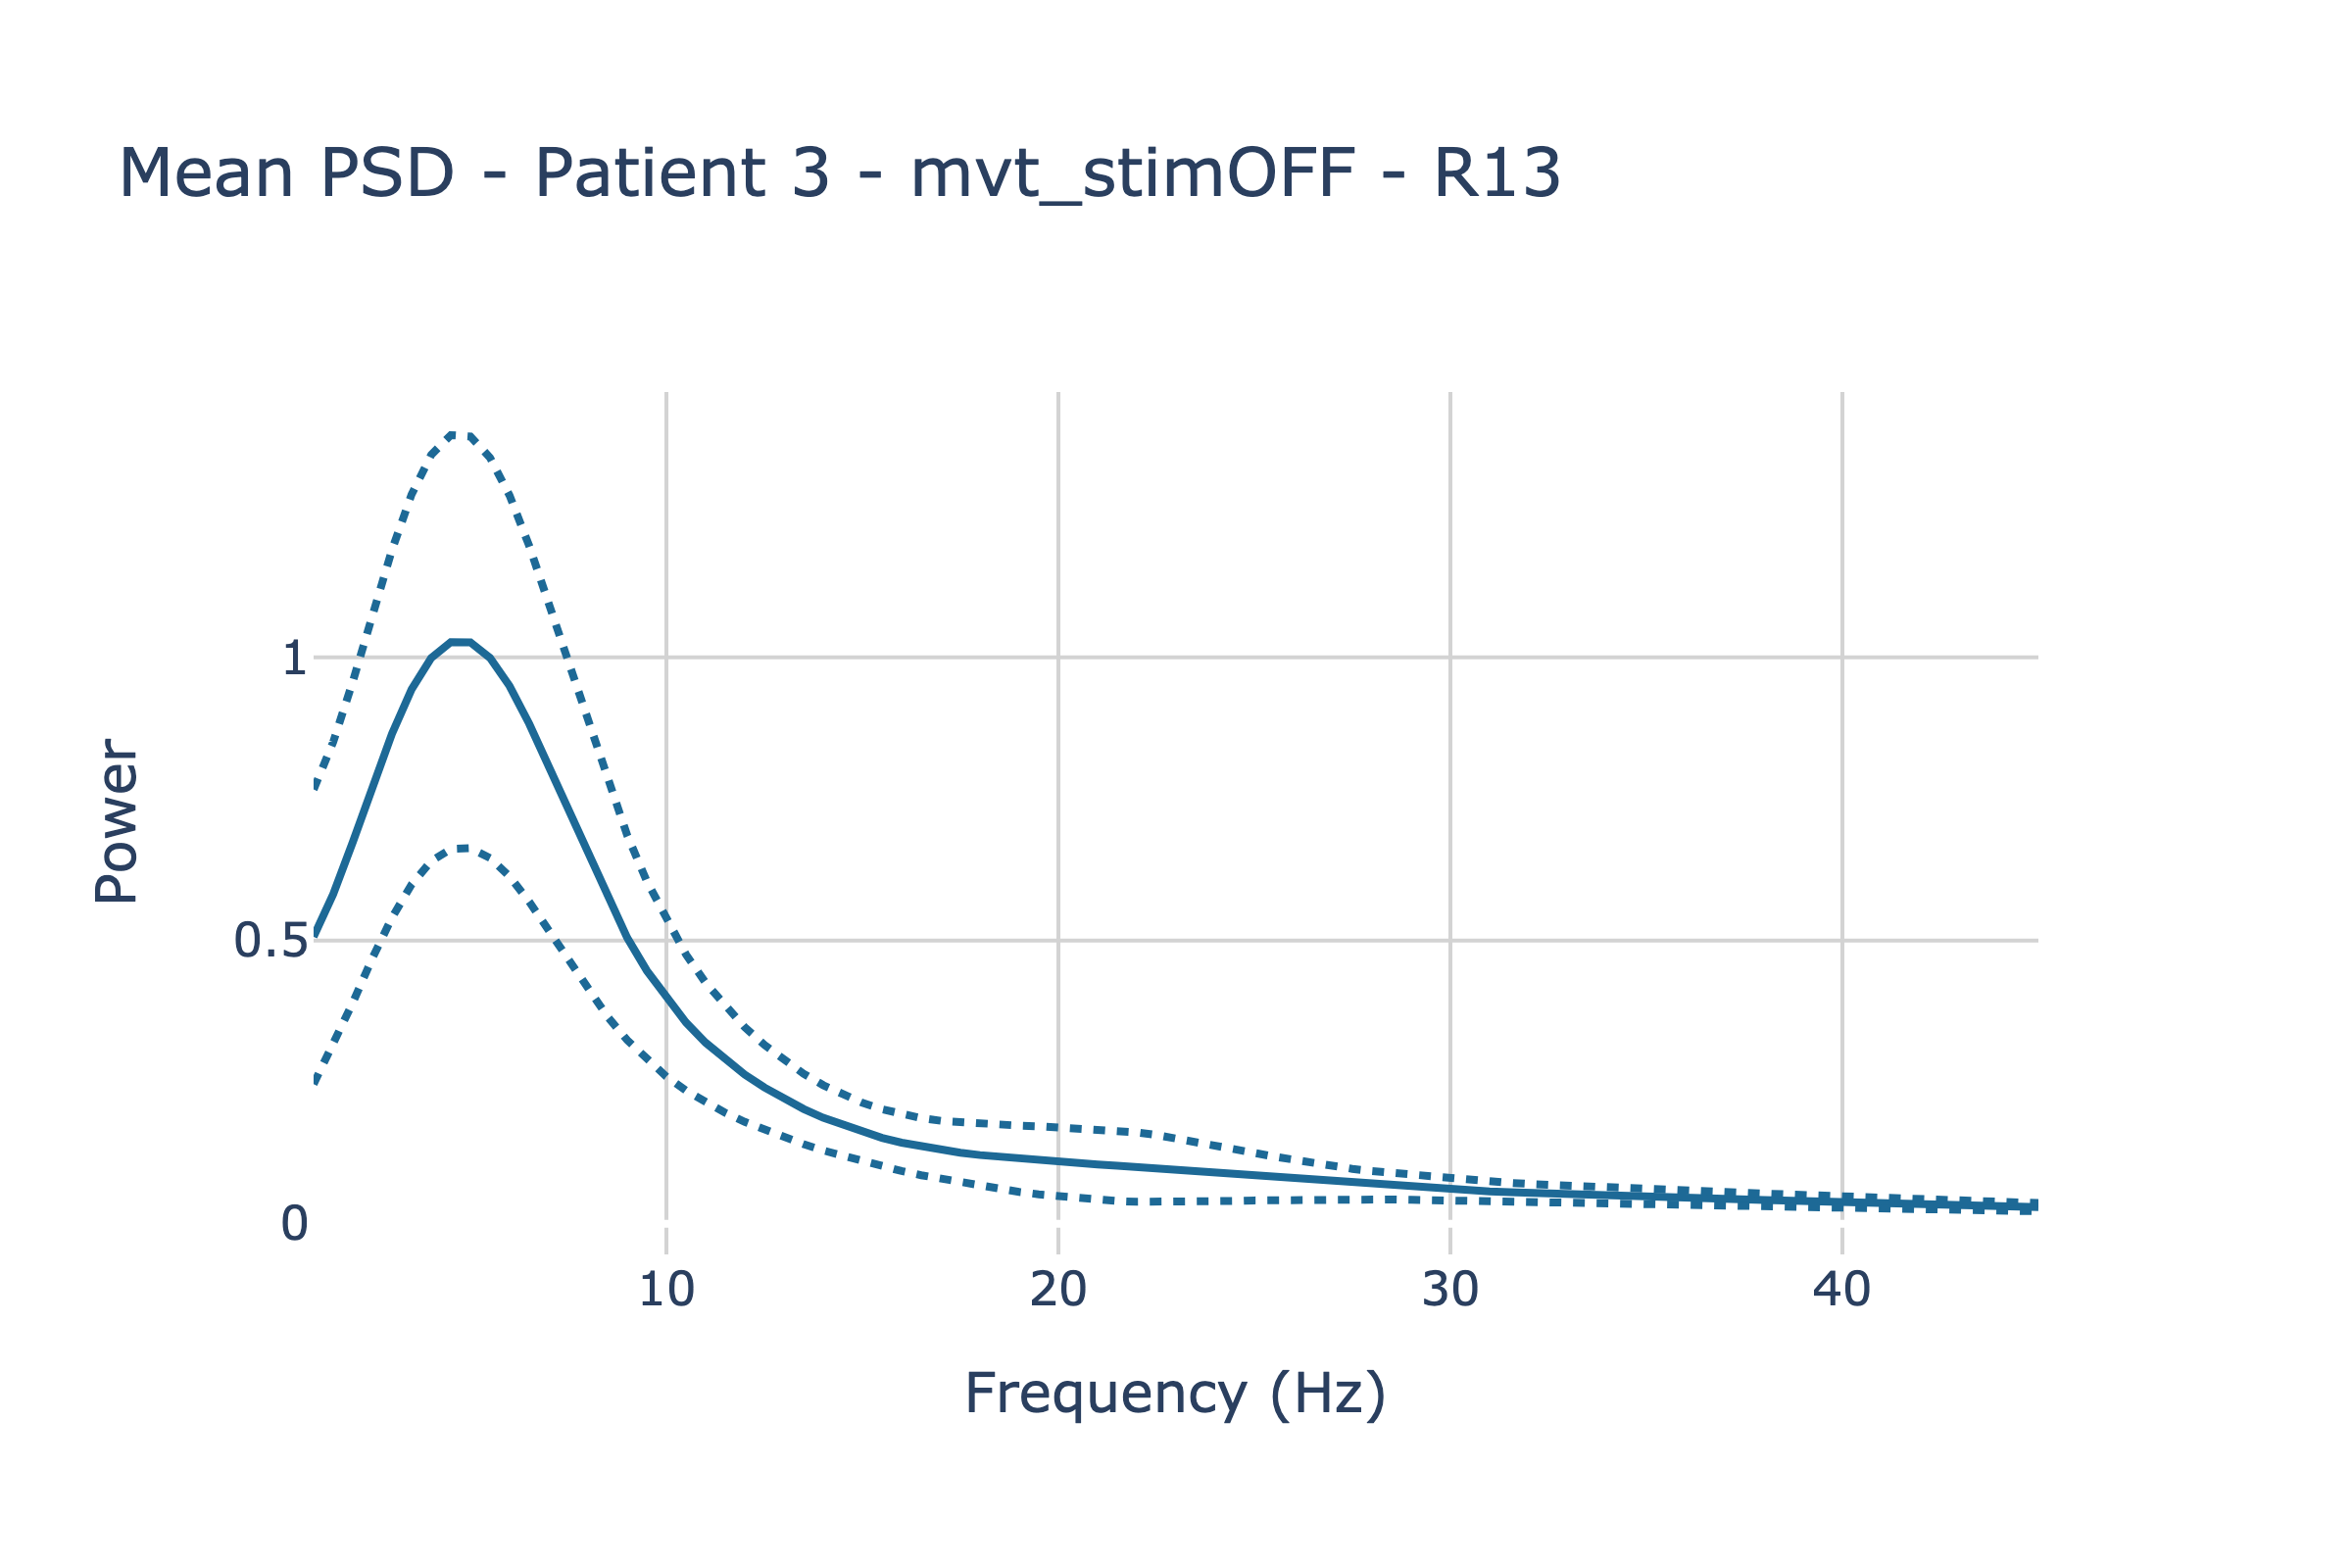 Mean PSD - Patient 3 - mvt_stimOFF - R13
1
0.5
0
Power
10 20 30 40
Frequency (Hz)